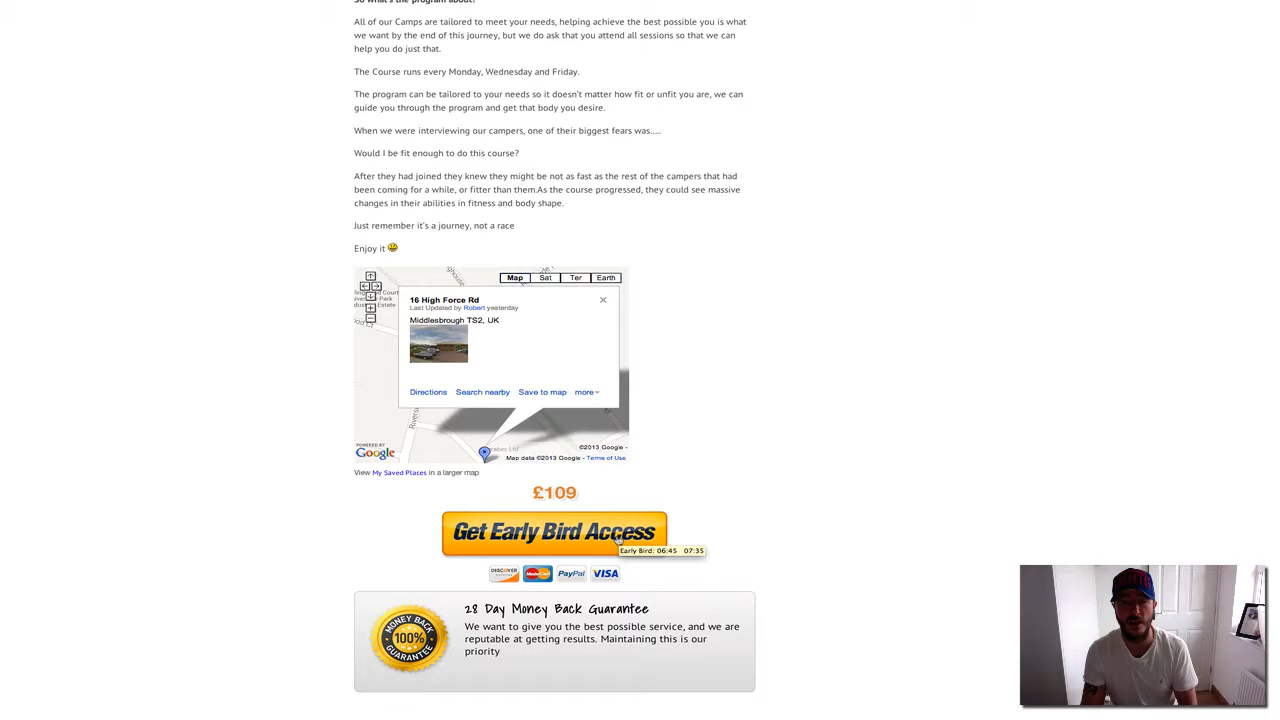 So what's the program about?
All of our Camps are tailored to meet your needs, helping achieve the best possible you is what
we want by the end of this journey, but we do ask that you attend all sessions so that we can
help you do just that.
The Course runs every Monday, Wednesday and Friday.
The program can be tailored to your needs so it doesn't matter how fit or unfit you are, we can
guide you through the program and get that body you desire.
When we were interviewing our campers, one of their biggest fears was.....
Would I be fit enough to do this course?
After they had joined they knew they might be not as fast as the rest of the campers that had
been coming for a while, or fitter than them.As the course progressed, they could see massive
changes in their abilities in fitness and body shape.
Just remember it's a journey, not a race
Enjoy it
Map Sat Ter Earth
16 High Force Rd
Last Updated by Robert yesterday
Middlesbrough TS2, UK
Directions Search nearby Save to map more
POWERED BY
Google
©2013 Google -
Map data ©2013 Google - Terms of Use
View My Saved Places in a larger map
£109
Get Early Bird Access
Early Bird: 06:45 07:35
DISCOVER MasterCard PayPal VISA
28 Day Money Back Guarantee
We want to give you the best possible service, and we are
reputable at getting results. Maintaining this is our
priority
MONEY BACK
100%
GUARANTEE